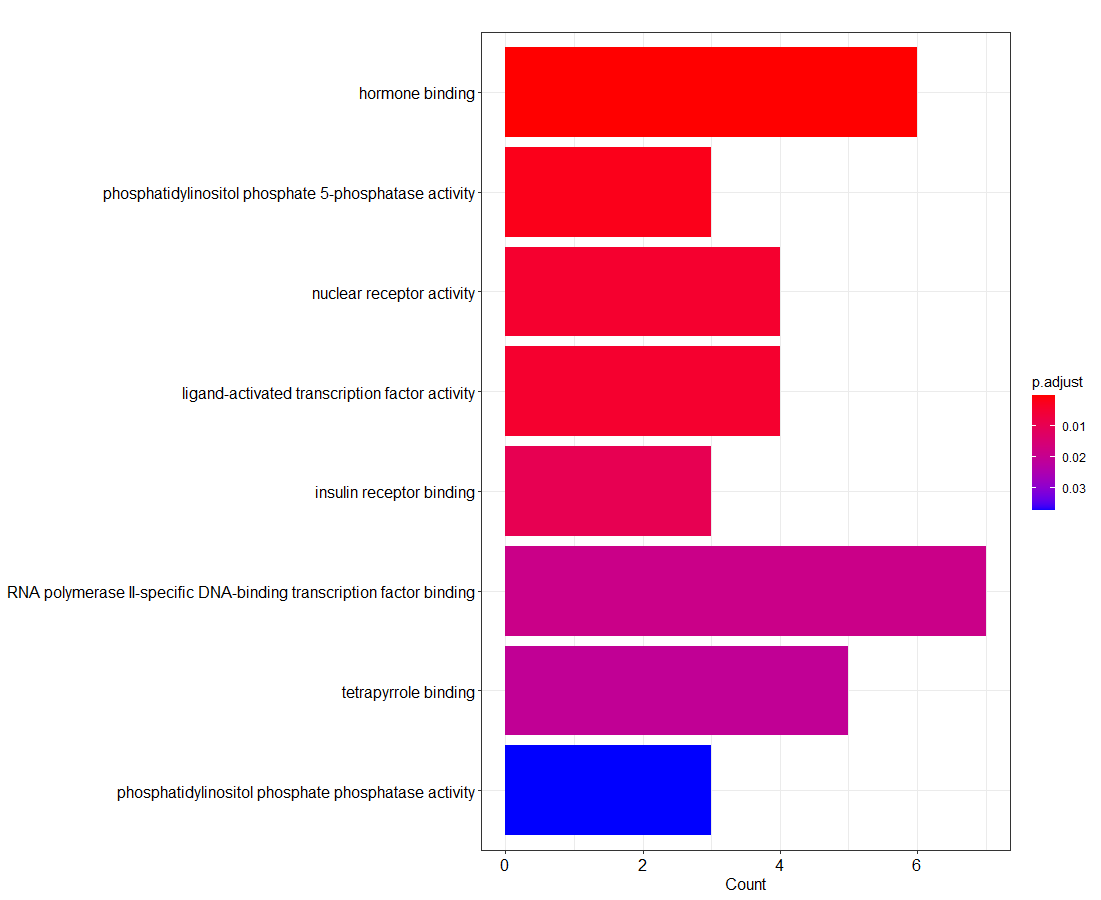 hormone binding
phosphatidylinositol phosphate 5-phosphatase activity
nuclear receptor activity
ligand-activated transcription factor activity
insulin receptor binding
RNA polymerase II-specific DNA-binding transcription factor binding
tetrapyrrole binding
phosphatidylinositol phosphate phosphatase activity
0 2 4 6
Count
p.adjust
0.01
0.02
0.03